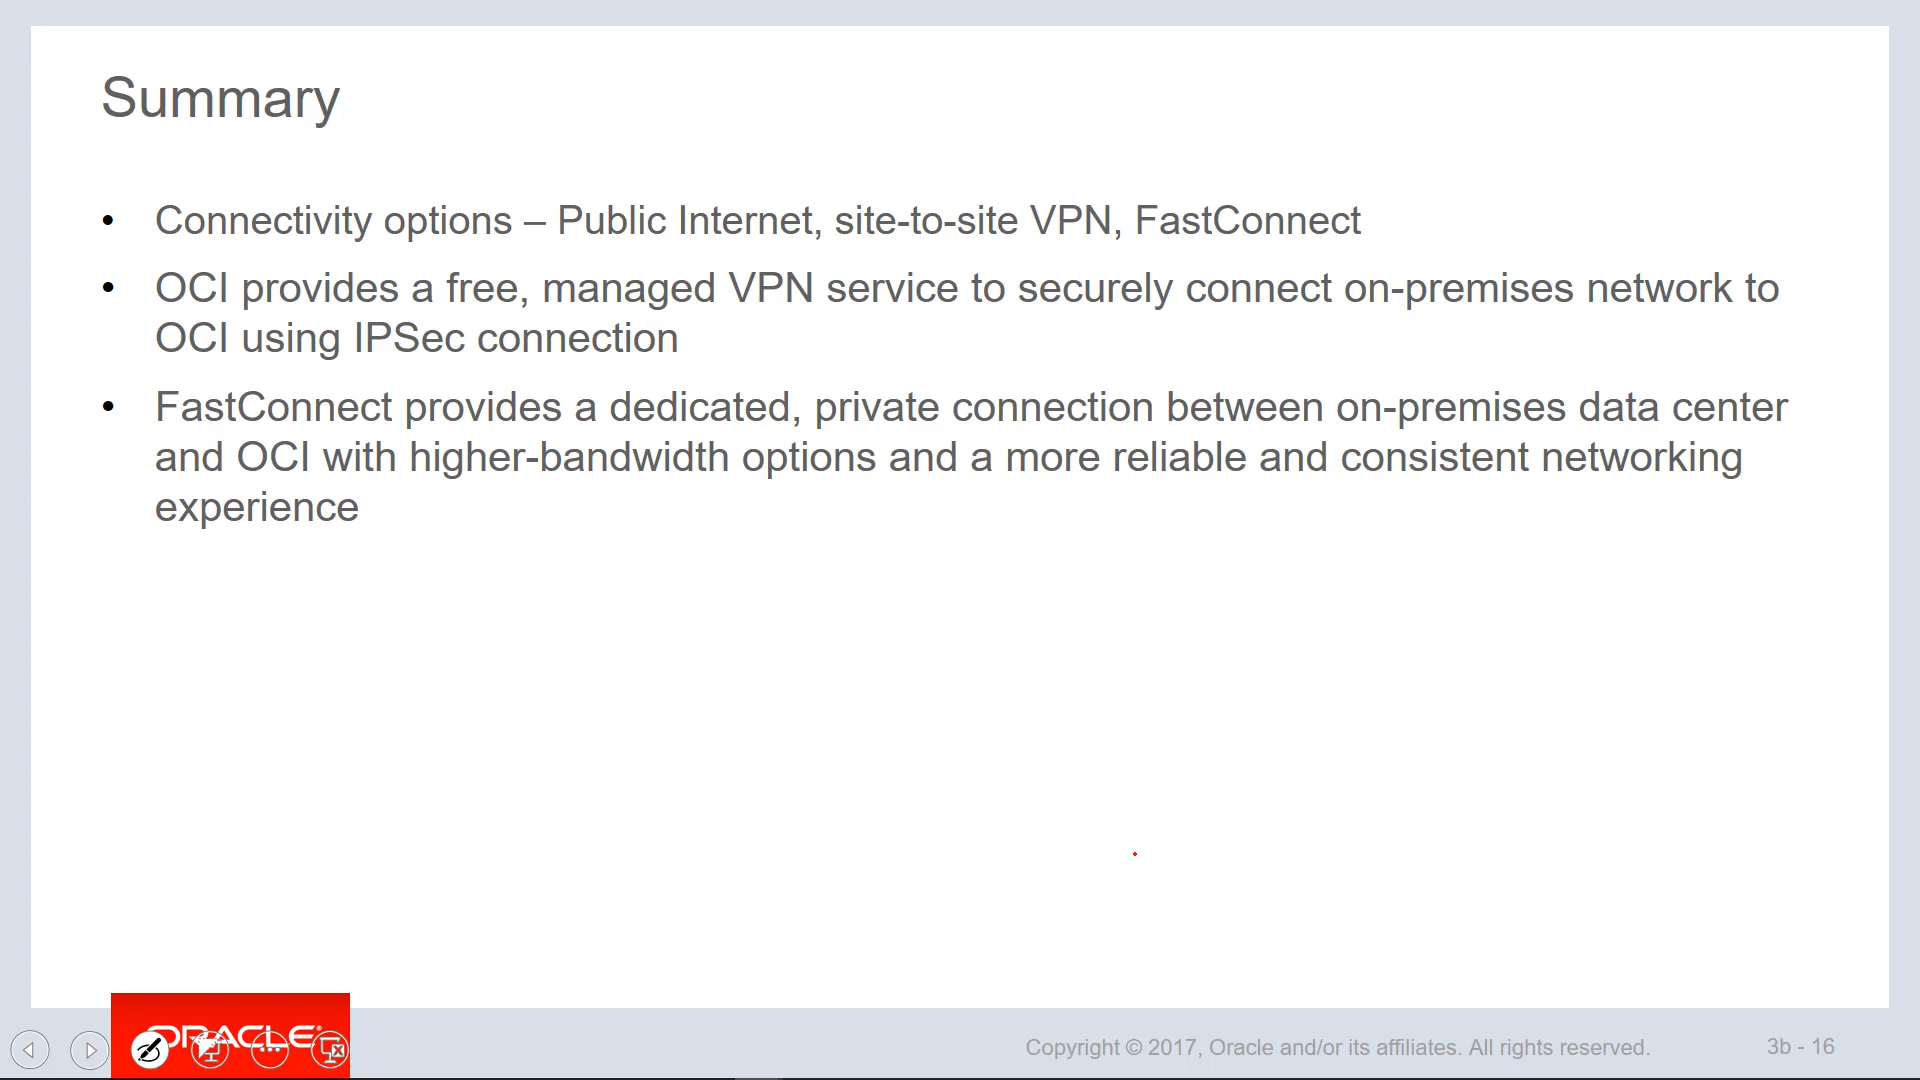 Summary
• Connectivity options – Public Internet, site-to-site VPN, FastConnect
• OCI provides a free, managed VPN service to securely connect on-premises network to
OCI using IPSec connection
• FastConnect provides a dedicated, private connection between on-premises data center
and OCI with higher-bandwidth options and a more reliable and consistent networking
experience
ORACLE®
Copyright © 2017, Oracle and/or its affiliates. All rights reserved.
3b - 16